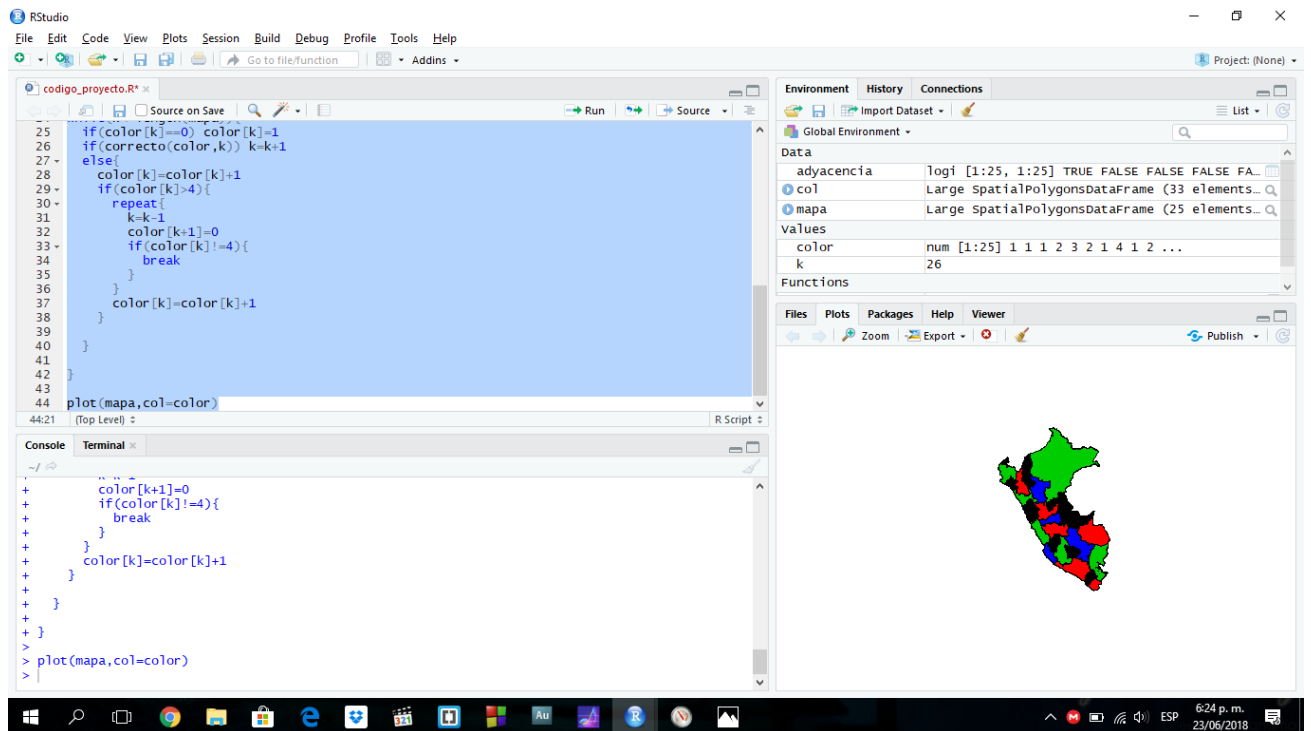 RStudio
File Edit Code View Plots Session Build Debug Profile Tools Help
Go to file/function Addins Project: (None)
codigo_proyecto.R*
Source on Save Run Source
25 if(color[k]==0) color[k]=1
26 if(correcto(color,k)) k=k+1
27 else{
28 color[k]=color[k]+1
29 if(color[k]>4){
30 repeat{
31 k=k-1
32 color[k+1]=0
33 if(color[k]!=4){
34 break
35 }
36 }
37 color[k]=color[k]+1
38 }
39
40 }
41
42 }
43
44 plot(mapa,col=color)
44:21 (Top Level) R Script
Console Terminal
~/
+ color[k+1]=0
+ if(color[k]!=4){
+ break
+ }
+ }
+ color[k]=color[k]+1
+ }
+
+ }
+
+ }
>
> plot(mapa,col=color)
>
Environment History Connections
Import Dataset List
Global Environment
Data
adyacencia logi [1:25, 1:25] TRUE FALSE FALSE FALSE FA…
col Large SpatialPolygonsDataFrame (33 elements…
mapa Large SpatialPolygonsDataFrame (25 elements…
Values
color num [1:25] 1 1 1 2 3 2 1 4 1 2 ...
k 26
Functions
Files Plots Packages Help Viewer
Zoom Export Publish
321
Au
R
M
ESP
6:24 p. m.
23/06/2018